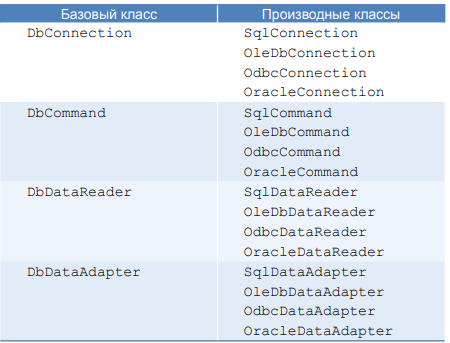 Базовый класс Производные классы
DbConnection SqlConnection
OleDbConnection
OdbcConnection
OracleConnection
DbCommand SqlCommand
OleDbCommand
OdbcCommand
OracleCommand
DbDataReader SqlDataReader
OleDbDataReader
OdbcDataReader
OracleDataReader
DbDataAdapter SqlDataAdapter
OleDbDataAdapter
OdbcDataAdapter
OracleDataAdapter